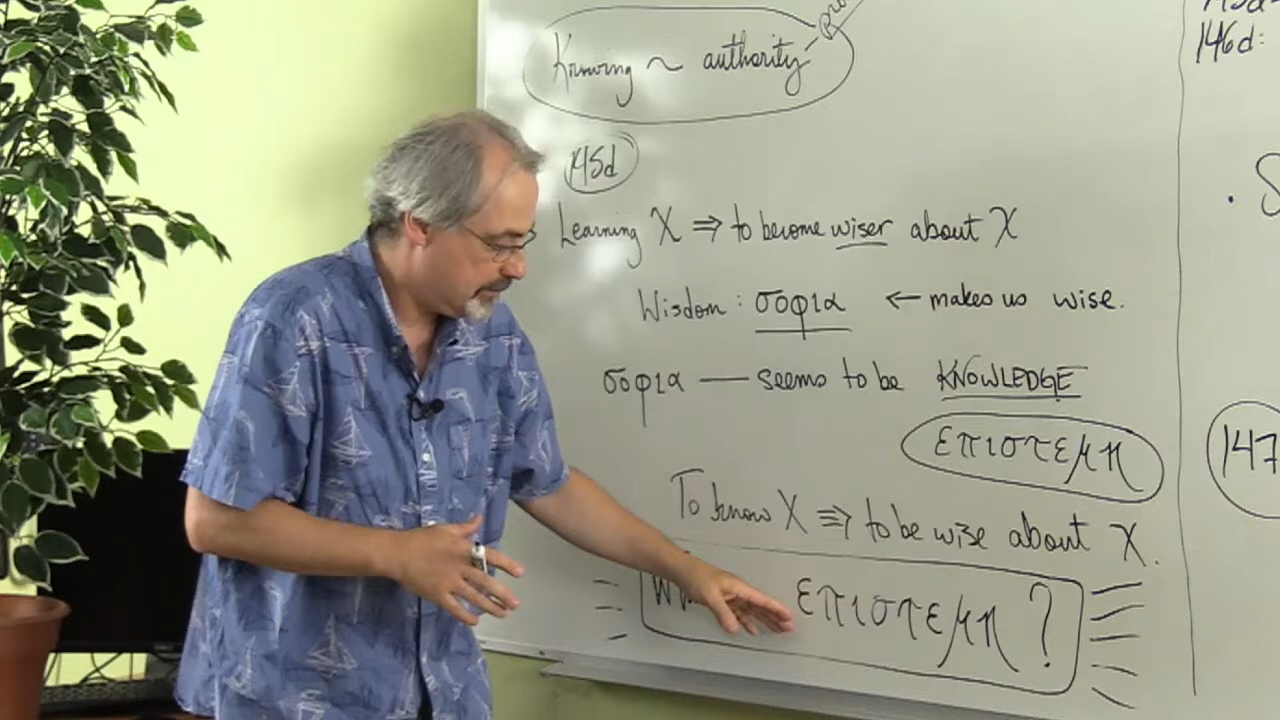 Knowing ~ authority - pro
145d
Learning X ⇒ to become wiser about X
Wisdom : σοφια ← makes us wise.
σοφια — seems to be KNOWLEDGE
επιστεμη
To know X ⇛ to be wise about X.
επιστεμη ?
146d:
147